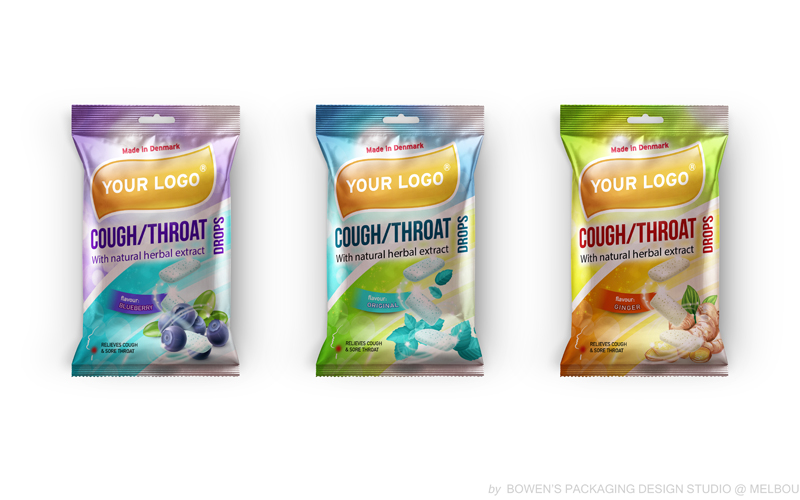 Made in Denmark
YOUR LOGO®
COUGH/THROAT
DROPS
With natural herbal extract
flavour:
BLUEBERRY
RELIEVES COUGH
& SORE THROAT
Made in Denmark
YOUR LOGO®
COUGH/THROAT
DROPS
With natural herbal extract
flavour:
ORIGINAL
RELIEVES COUGH
& SORE THROAT
Made in Denmark
YOUR LOGO®
COUGH/THROAT
DROPS
With natural herbal extract
flavour:
GINGER
RELIEVES COUGH
& SORE THROAT
by BOWEN'S PACKAGING DESIGN STUDIO @ MELBOU